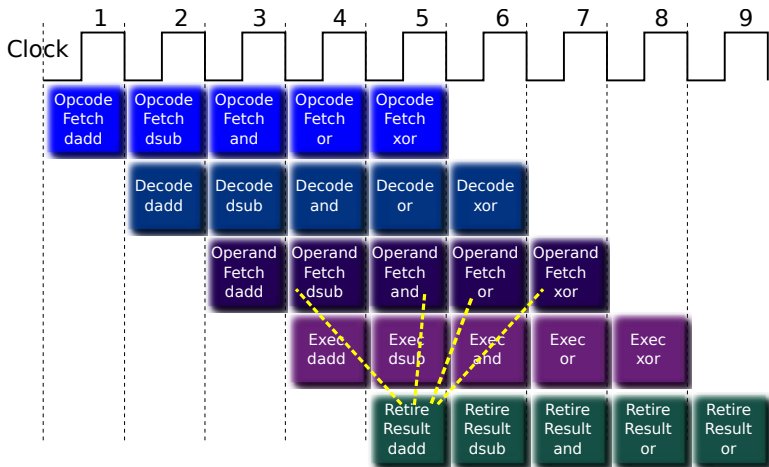 1 2 3 4 5 6 7 8 9
Clock
Opcode Opcode Opcode Opcode Opcode
Fetch Fetch Fetch Fetch Fetch
dadd dsub and or xor
Decode Decode Decode Decode Decode
dadd dsub and or xor
Operand Operand Operand Operand Operand
Fetch Fetch Fetch Fetch Fetch
dadd dsub and or xor
Exec Exec Exec Exec Exec
dadd dsub and or xor
Retire Retire Retire Retire Retire
Result Result Result Result Result
dadd dsub and or or